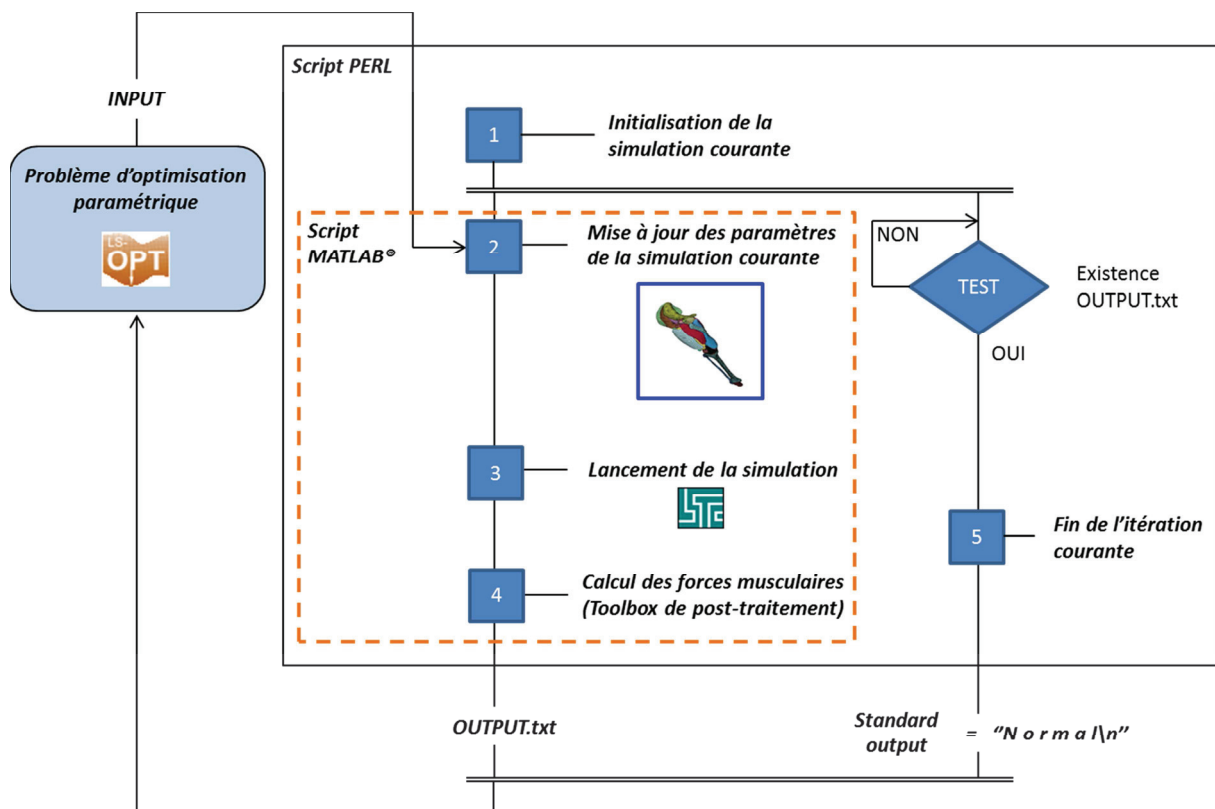 Script PERL
INPUT
1
Initialisation de la
simulation courante
Problème d'optimisation
paramétrique
LS-
OPT
Script
MATLAB®
2
Mise à jour des paramètres
de la simulation courante
NON
TEST
Existence
OUTPUT.txt
OUI
3
Lancement de la simulation
LSTC
5
Fin de l'itération
courante
4
Calcul des forces musculaires
(Toolbox de post-traitement)
OUTPUT.txt
Standard
output
= "N o r m a l\n"